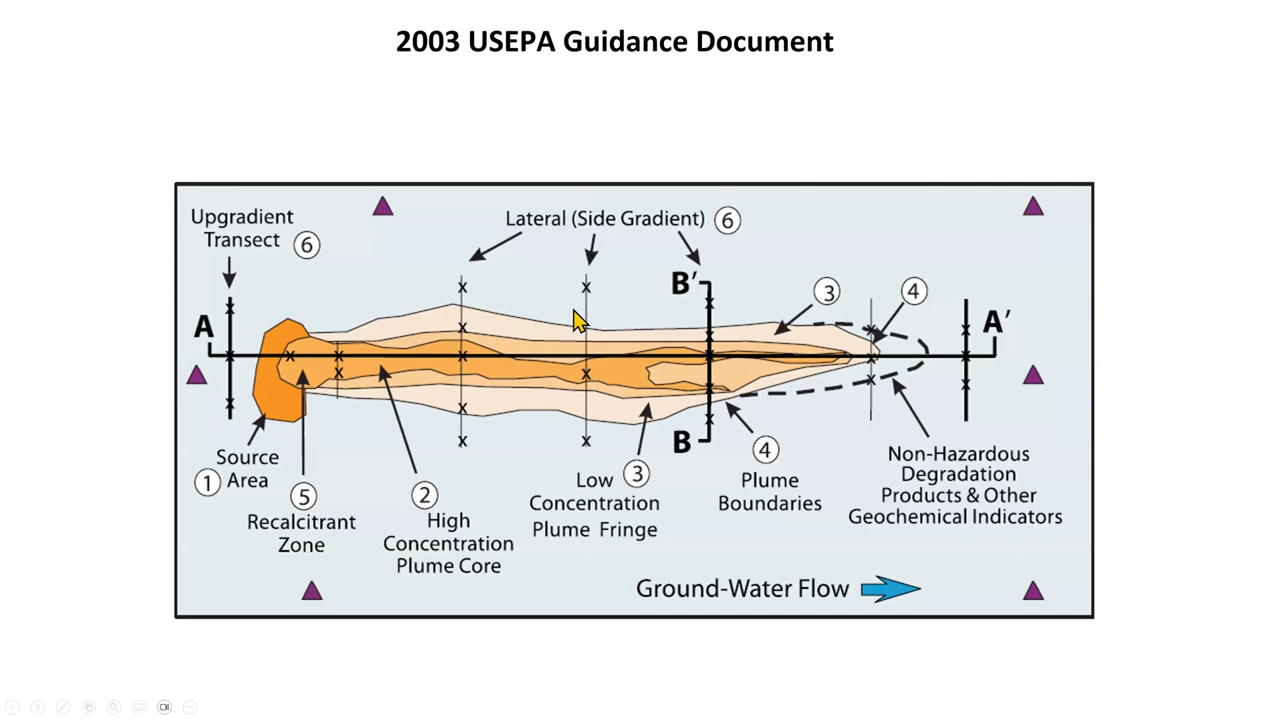 2003 USEPA Guidance Document
Upgradient
Transect 6
Lateral (Side Gradient) 6
B′
3
4
A
A′
B
Source
1 Area
5
Recalcitrant
Zone
2
High
Concentration
Plume Core
Low 3
Concentration
Plume Fringe
4
Plume
Boundaries
Non-Hazardous
Degradation
Products & Other
Geochemical Indicators
Ground-Water Flow